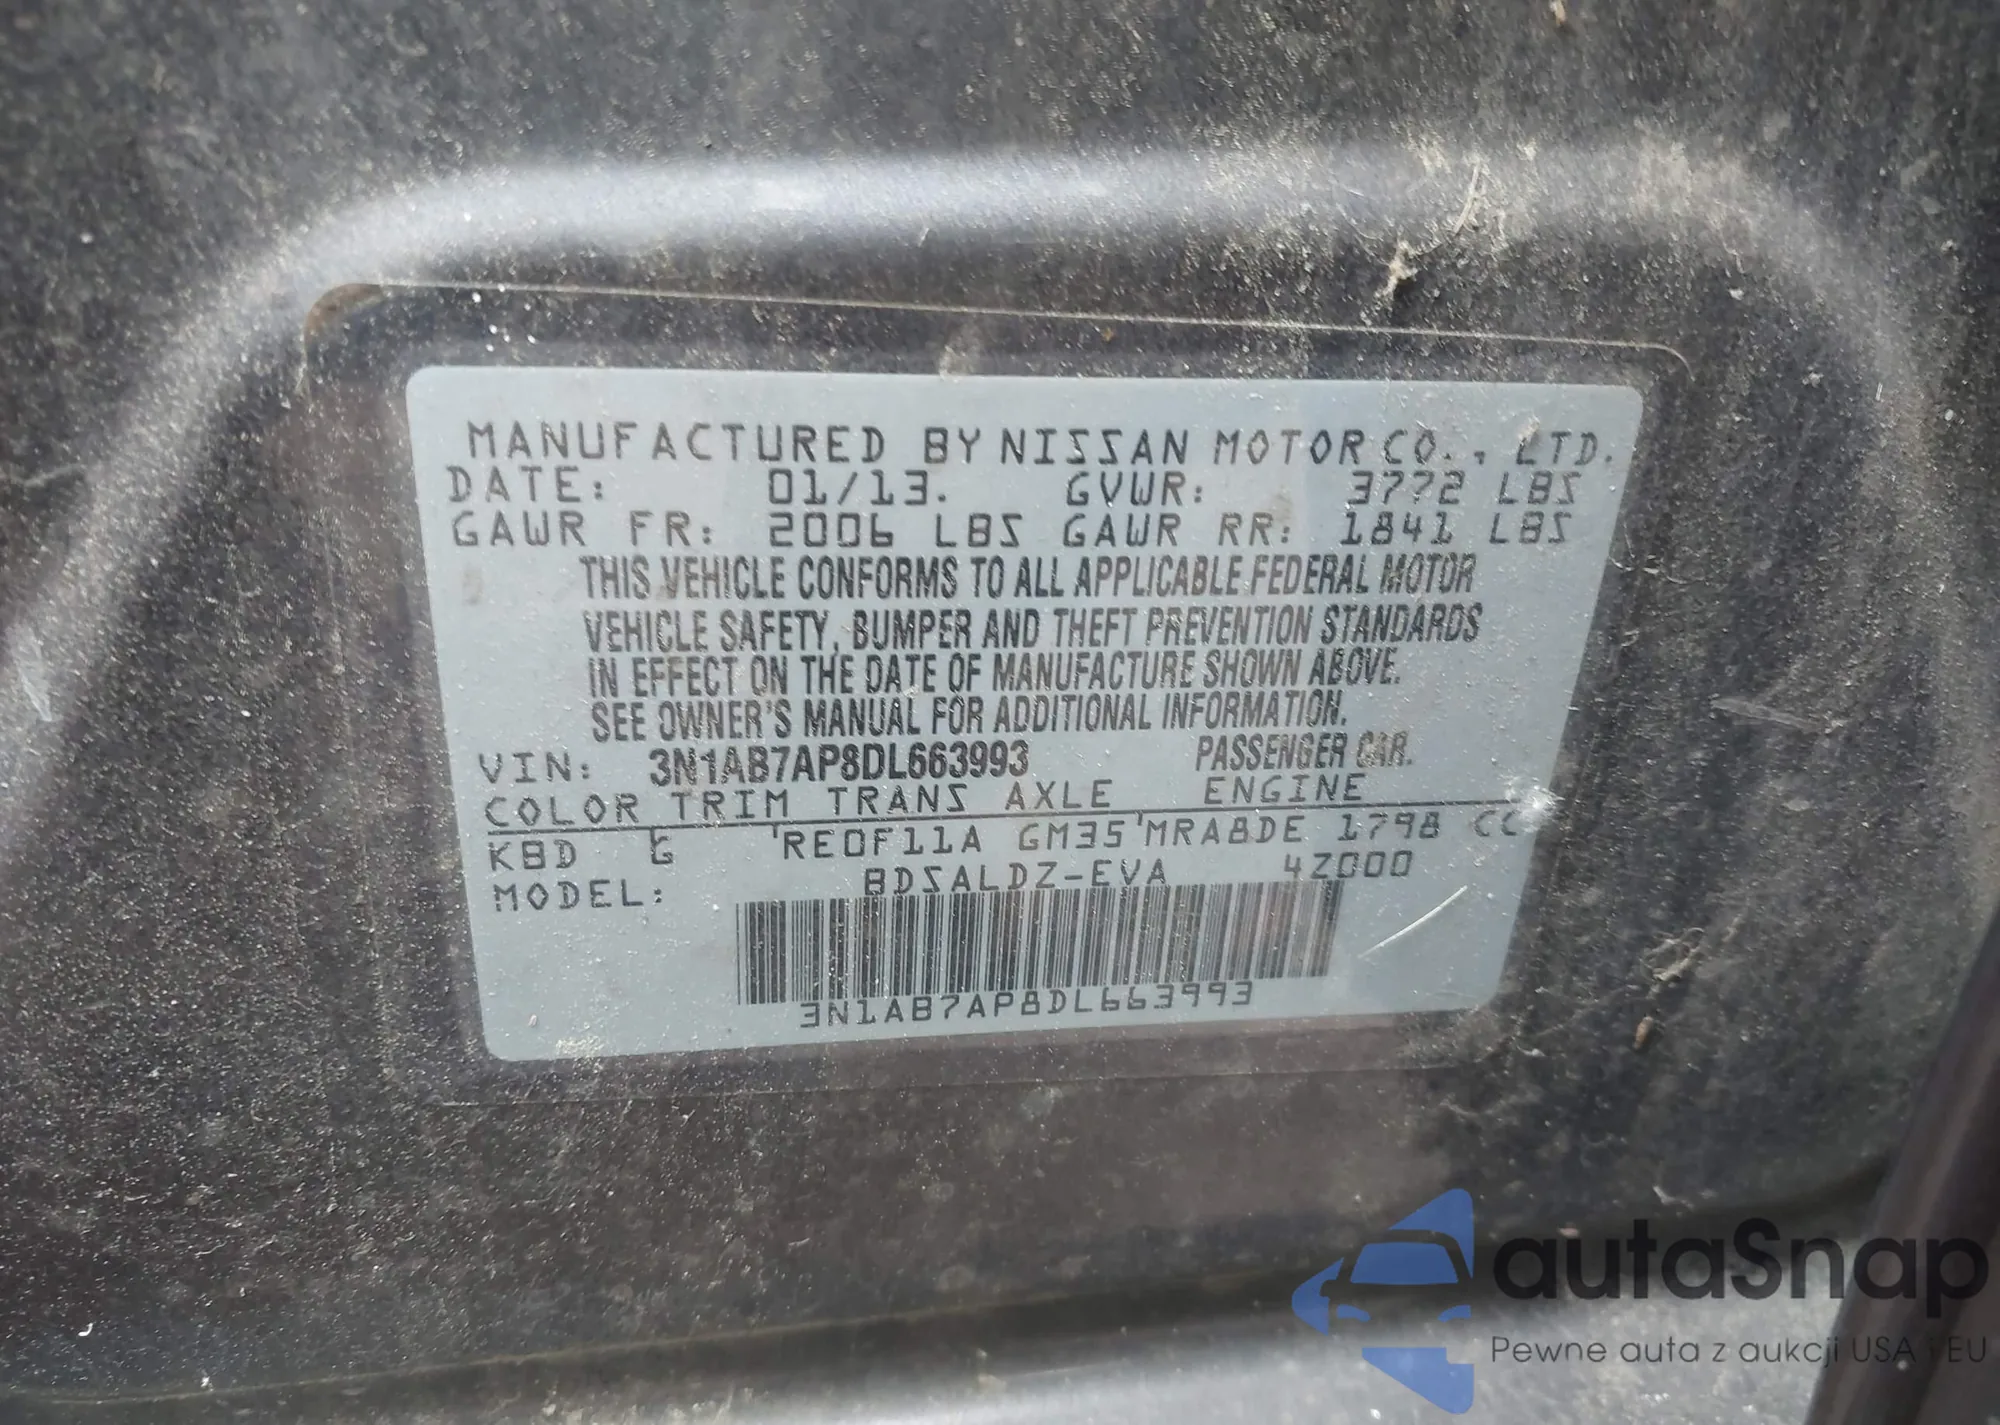 MANUFACTURED BY NISSAN MOTOR CO., LTD.
DATE: 01/13. GVWR: 3772 LBS
GAWR FR: 2006 LBS GAWR RR: 1841 LBS
THIS VEHICLE CONFORMS TO ALL APPLICABLE FEDERAL MOTOR
VEHICLE SAFETY, BUMPER AND THEFT PREVENTION STANDARDS
IN EFFECT ON THE DATE OF MANUFACTURE SHOWN ABOVE.
SEE OWNER'S MANUAL FOR ADDITIONAL INFORMATION.
VIN: 3N1AB7AP8DL663993 PASSENGER CAR.
COLOR TRIM TRANS AXLE ENGINE
KBD G RE0F11A GM35 MRA8DE 1798 CC
MODEL: BDSALDZ-EVA 4Z000
3N1AB7AP8DL663993
autaSnap
Pewne auta z aukcji USA i EU